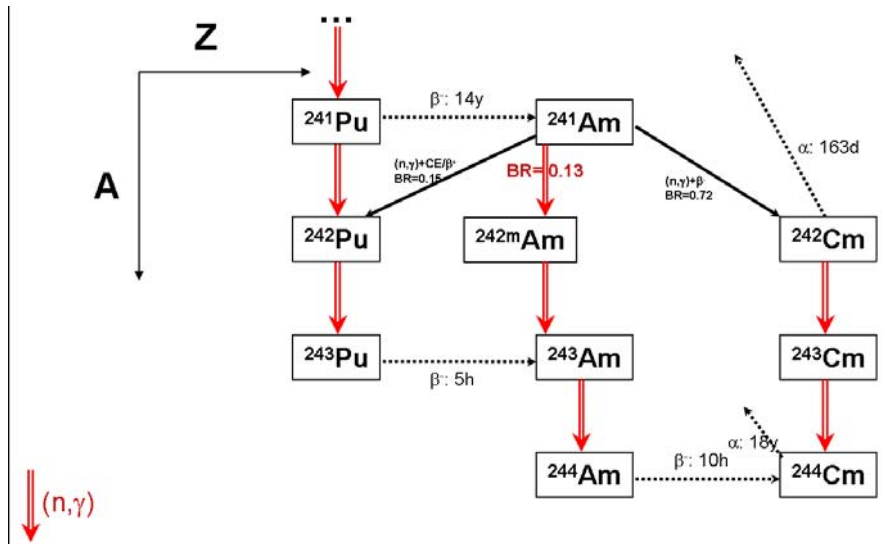 ...
Z
A
²⁴¹Pu
β⁻: 14y
²⁴¹Am
α: 163d
(n,γ)+CE/β⁺
BR=0.15
BR= 0.13
(n,γ)+β
BR=0.72
²⁴²Pu
²⁴²ᵐAm
²⁴²Cm
²⁴³Pu
β⁻: 5h
²⁴³Am
²⁴³Cm
α: 18y
²⁴⁴Am
β⁻: 10h
²⁴⁴Cm
(n,γ)